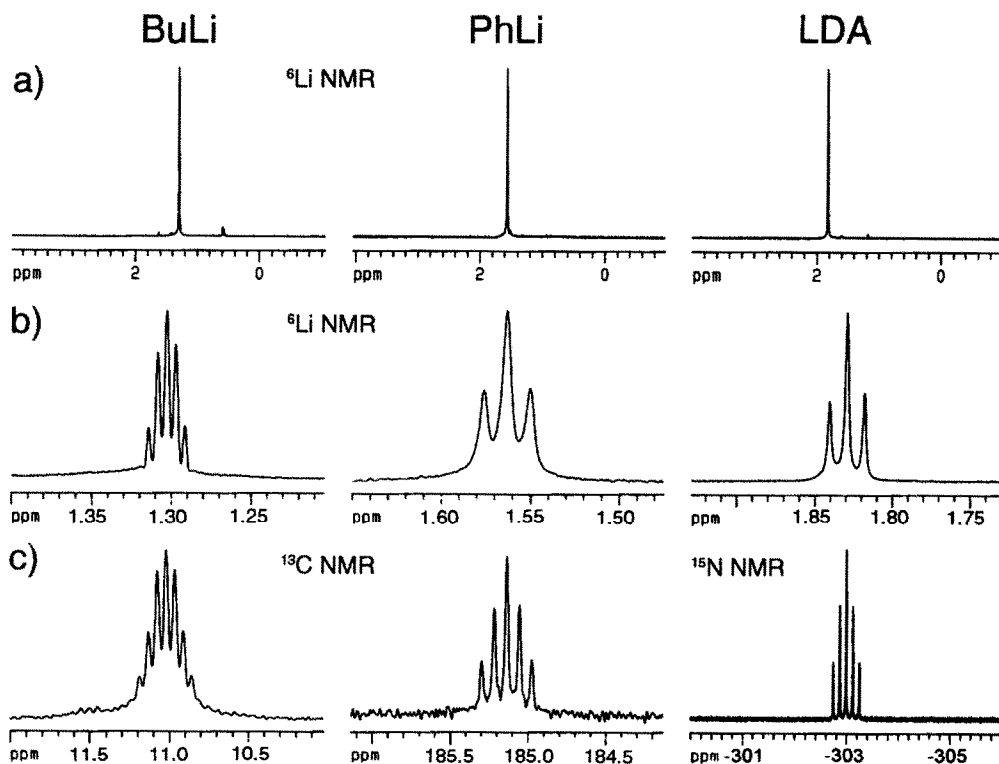 BuLi PhLi LDA
a) ⁶Li NMR
ppm 2 0 ppm 2 0 ppm 2 0
b) ⁶Li NMR
ppm 1.35 1.30 1.25 ppm 1.60 1.55 1.50 ppm 1.85 1.80 1.75
c) ¹³C NMR ¹⁵N NMR
ppm 11.5 11.0 10.5 185.5 185.0 184.5 ppm -301 -303 -305